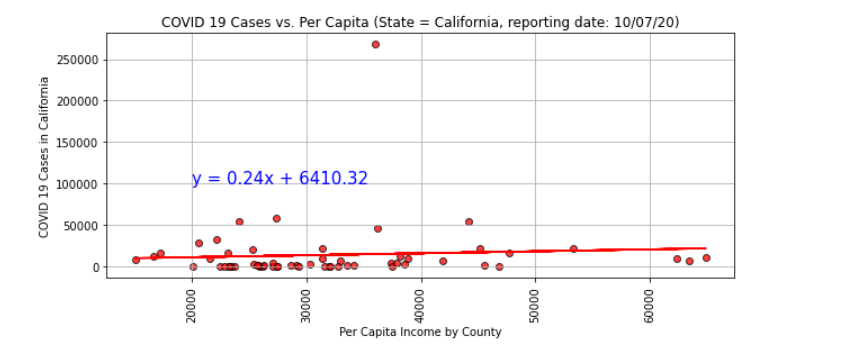 COVID 19 Cases vs. Per Capita (State = California, reporting date: 10/07/20)
COVID 19 Cases in California
250000
200000
150000
100000
50000
0
y = 0.24x + 6410.32
20000
30000
40000
50000
60000
Per Capita Income by County